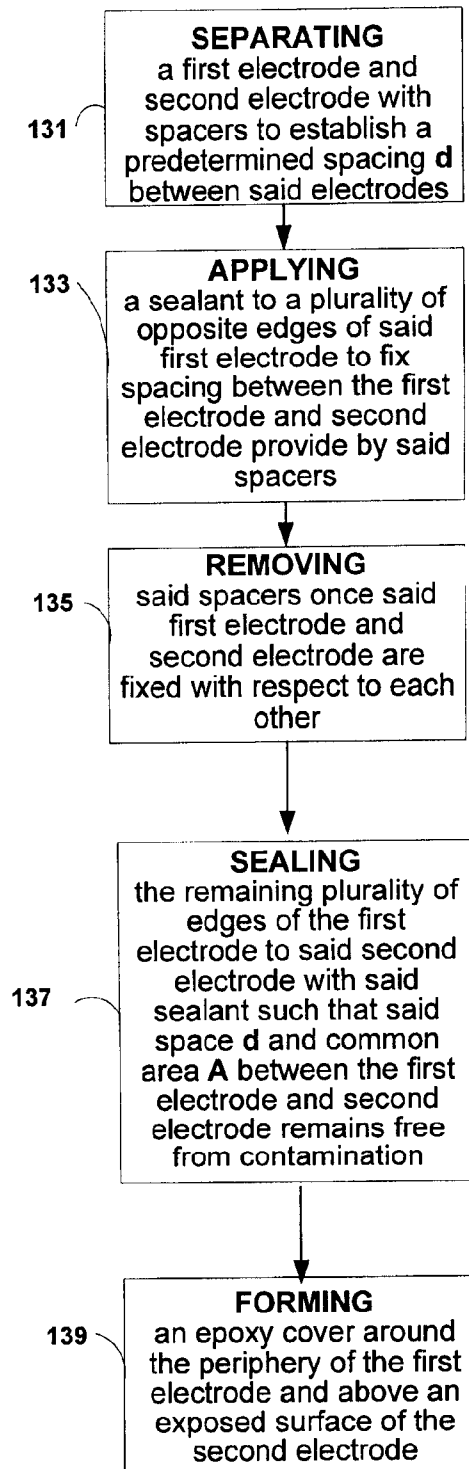 SEPARATING
a first electrode and
second electrode with
spacers to establish a
predetermined spacing d
between said electrodes
131
APPLYING
a sealant to a plurality of
opposite edges of said
first electrode to fix
spacing between the first
electrode and second
electrode provide by said
spacers
133
REMOVING
said spacers once said
first electrode and
second electrode are
fixed with respect to each
other
135
SEALING
the remaining plurality of
edges of the first
electrode to said second
electrode with said
sealant such that said
space d and common
area A between the first
electrode and second
electrode remains free
from contamination
137
FORMING
an epoxy cover around
the periphery of the first
electrode and above an
exposed surface of the
second electrode
139